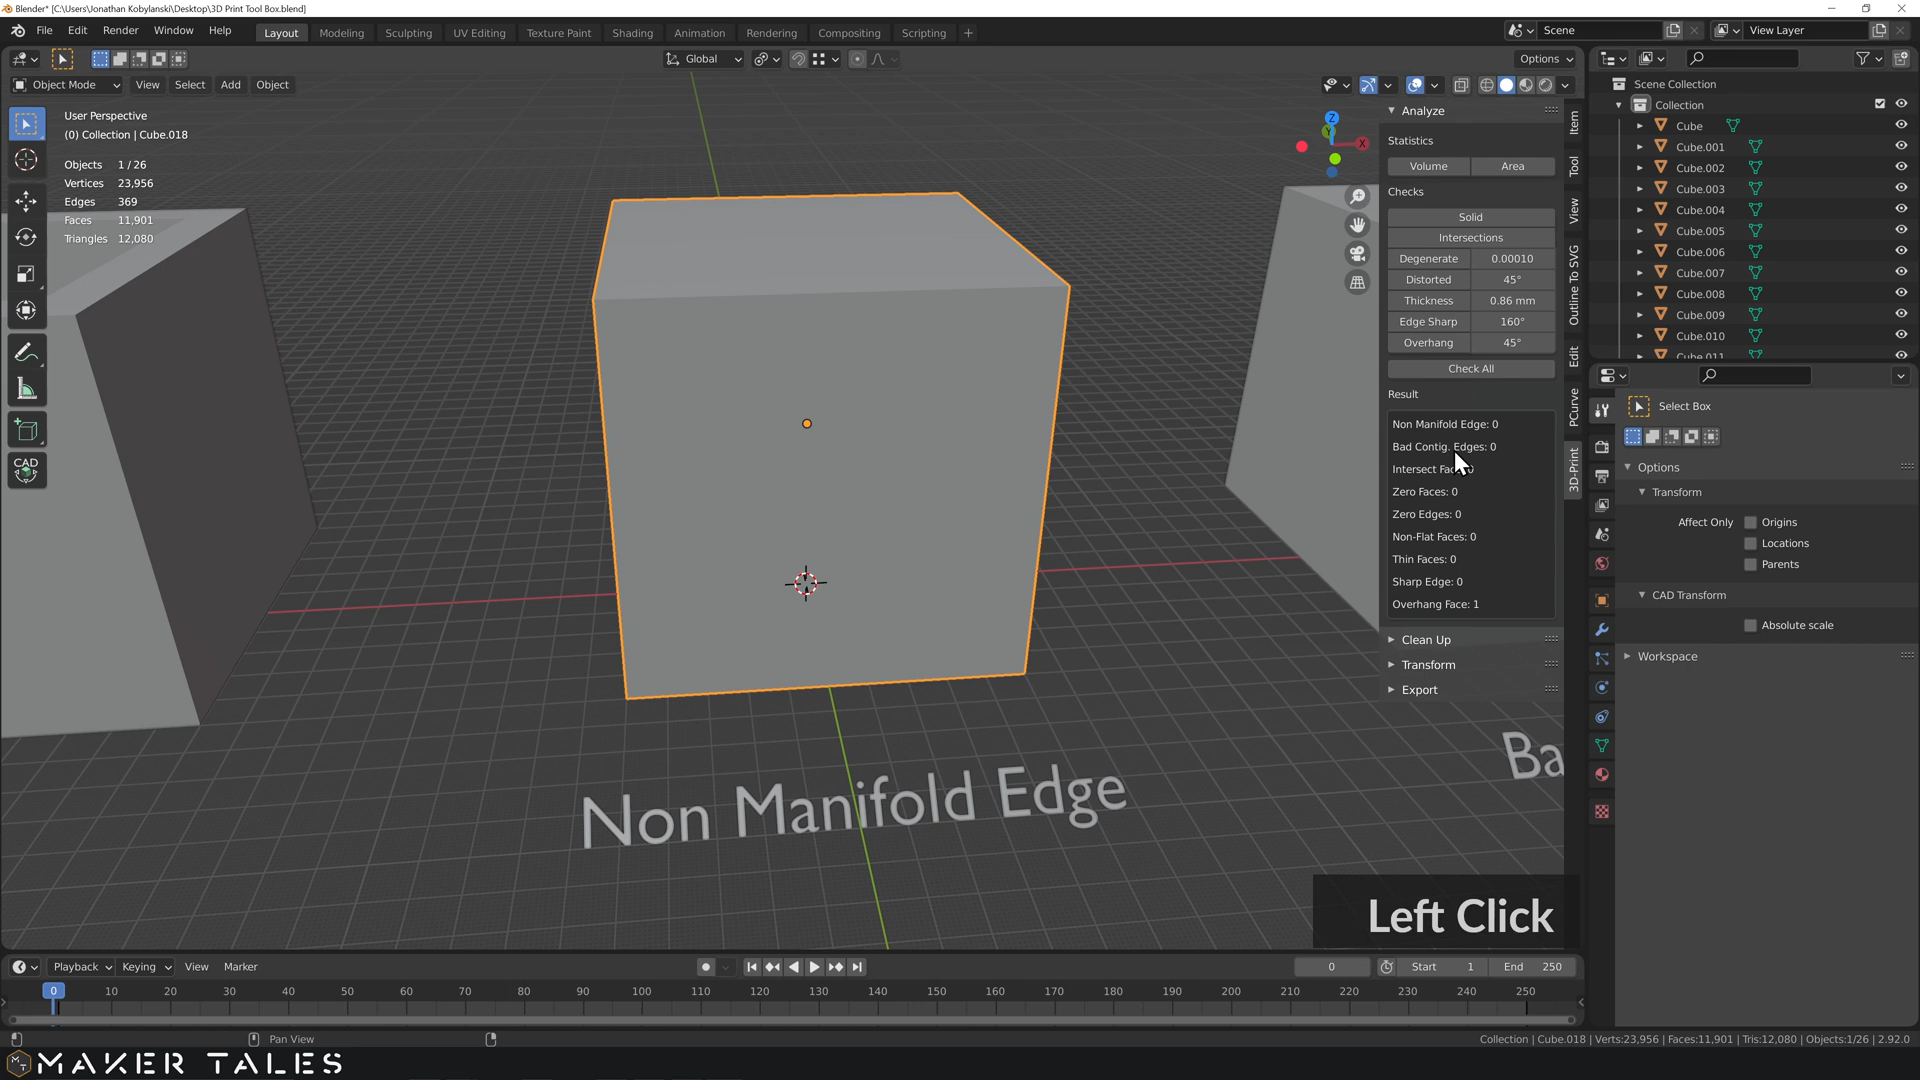 Blender* [C:\Users\Jonathan Kobylanski\Desktop\3D Print Tool Box.blend]
File Edit Render Window Help Layout Modeling Sculpting UV Editing Texture Paint Shading Animation Rendering Compositing Scripting + Scene View Layer
Global Options
Object Mode View Select Add Object
User Perspective
(0) Collection | Cube.018
Objects 1 / 26
Vertices 23,956
Edges 369
Faces 11,901
Triangles 12,080
CAD
Z
Y
X
Analyze
Statistics
Volume Area
Checks
Solid
Intersections
Degenerate 0.00010
Distorted 45°
Thickness 0.86 mm
Edge Sharp 160°
Overhang 45°
Check All
Result
Non Manifold Edge: 0
Bad Contig. Edges: 0
Intersect Fac
Zero Faces: 0
Zero Edges: 0
Non-Flat Faces: 0
Thin Faces: 0
Sharp Edge: 0
Overhang Face: 1
Clean Up
Transform
Export
Item
Tool
View
Outline To SVG
Edit
PCurve
3D-Print
Scene Collection
Collection
Cube
Cube.001
Cube.002
Cube.003
Cube.004
Cube.005
Cube.006
Cube.007
Cube.008
Cube.009
Cube.010
Cube.011
Select Box
Options
Transform
Affect Only Origins
Locations
Parents
CAD Transform
Absolute scale
Workspace
Non Manifold Edge
Ba
Left Click
Playback Keying View Marker 0 Start 1 End 250
0 10 20 30 40 50 60 70 80 90 100 110 120 130 140 150 160 170 180 190 200 210 220 230 240 250
Pan View
Collection | Cube.018 | Verts:23,956 | Faces:11,901 | Tris:12,080 | Objects:1/26 | 2.92.0
MAKER TALES